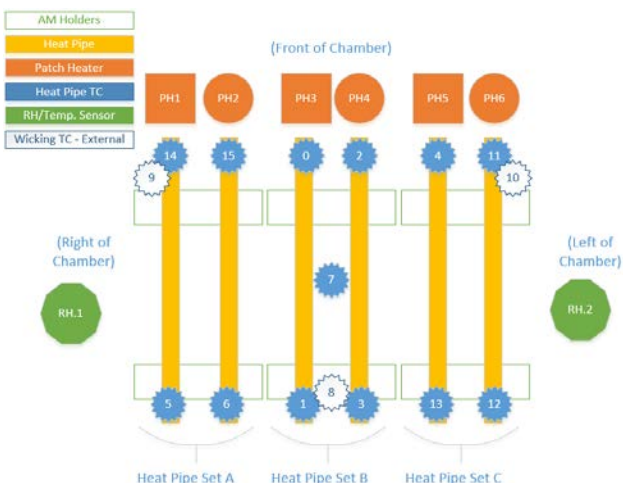 AM Holders
Heat Pipe
Patch Heater
Heat Pipe TC
RH/Temp. Sensor
Wicking TC - External
(Front of Chamber)
PH1
PH2
PH3
PH4
PH5
PH6
14
15
0
2
4
11
9
10
(Right of
Chamber)
(Left of
Chamber)
7
RH.1
RH.2
8
5
6
1
3
13
12
Heat Pipe Set A
Heat Pipe Set B
Heat Pipe Set C